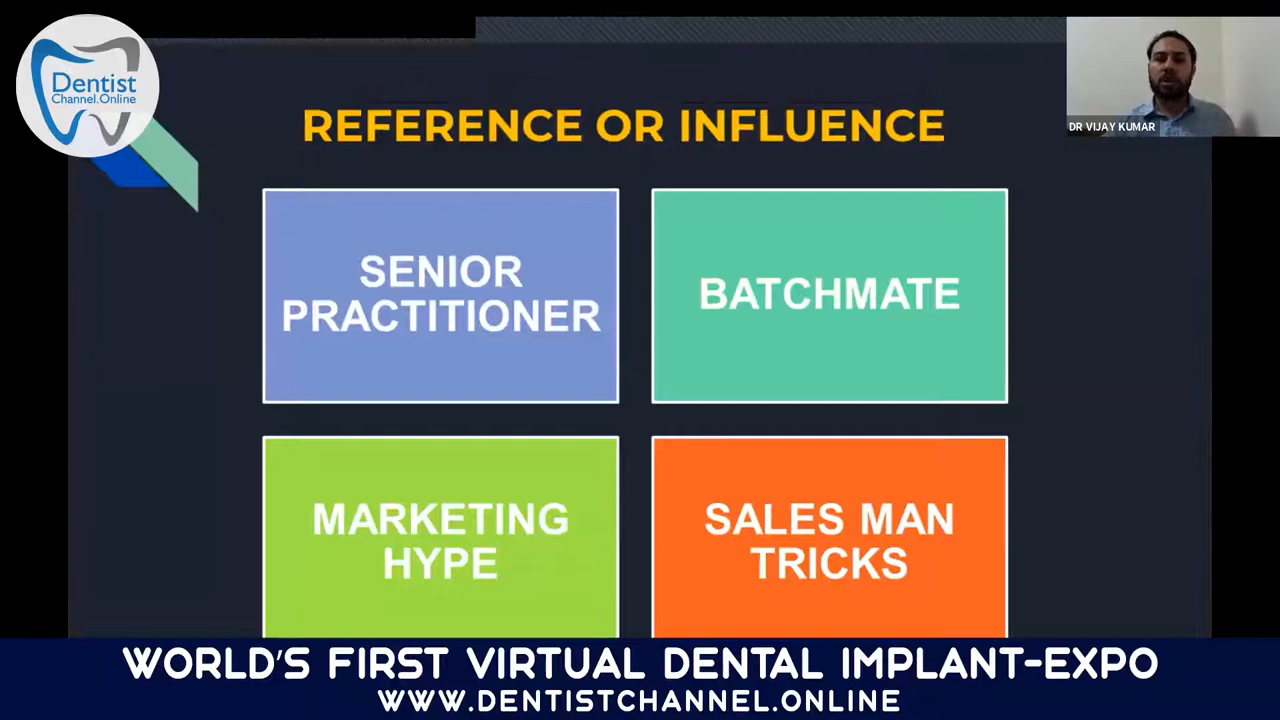 Dentist
Channel.Online
DR VIJAY KUMAR
REFERENCE OR INFLUENCE
SENIOR
PRACTITIONER
BATCHMATE
MARKETING
HYPE
SALES MAN
TRICKS
WORLD'S FIRST VIRTUAL DENTAL IMPLANT-EXPO
WWW.DENTISTCHANNEL.ONLINE